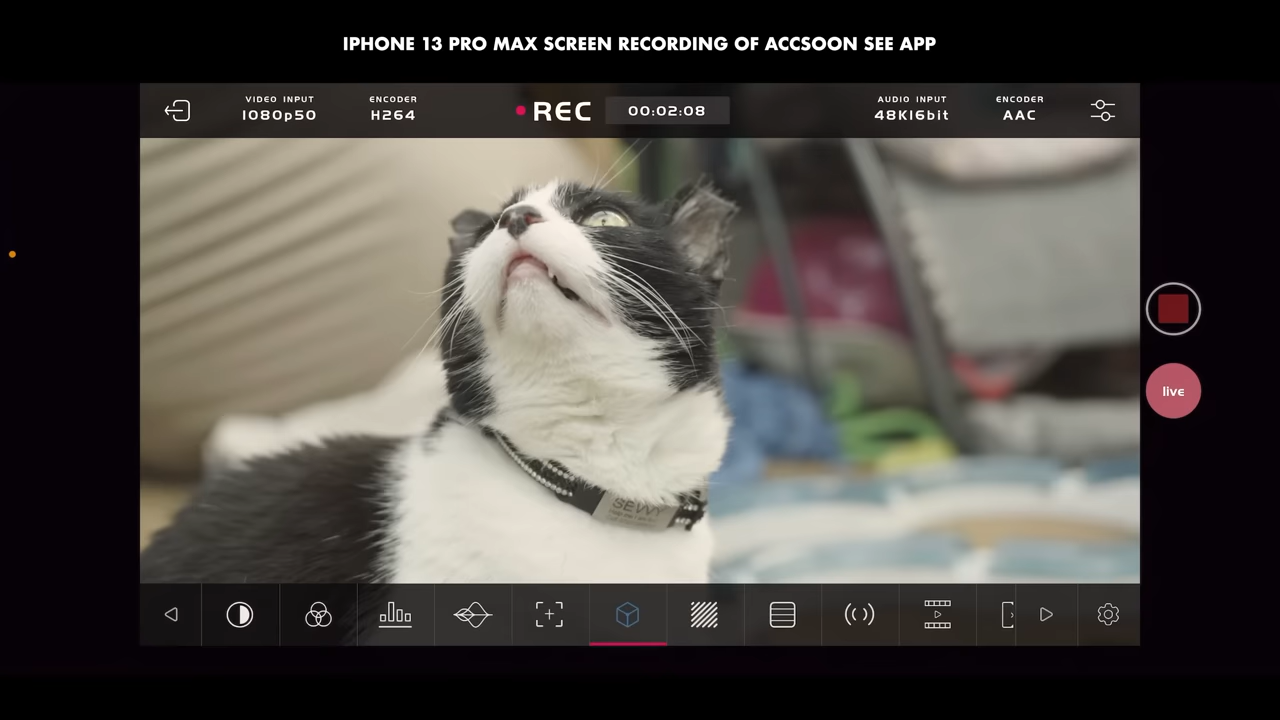 IPHONE 13 PRO MAX SCREEN RECORDING OF ACCSOON SEE APP
VIDEO INPUT
1080p50
ENCODER
H264
REC
00:02:08
AUDIO INPUT
48K16bit
ENCODER
AAC
live
SEVVY